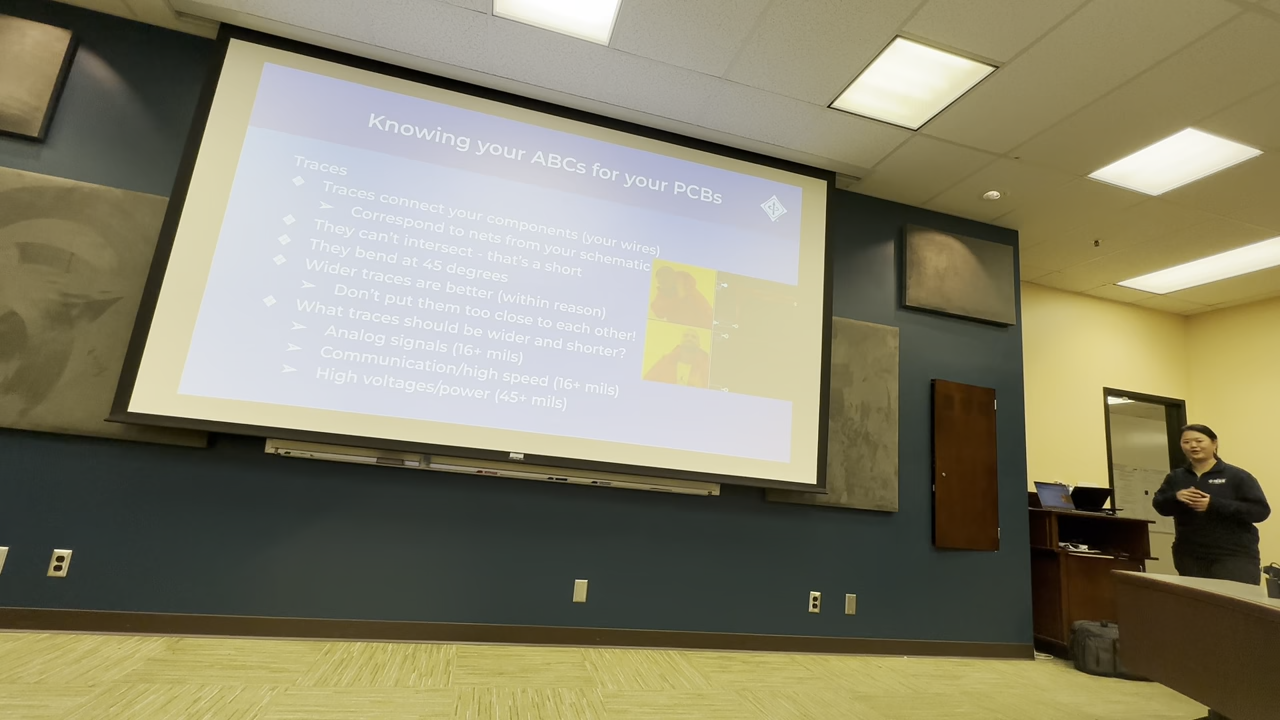 Knowing your ABCs for your PCBs
Traces
❖ Traces connect your components (your wires)
➢ Correspond to nets from your schematic
❖ They can't intersect - that's a short
❖ They bend at 45 degrees
❖ Wider traces are better (within reason)
➢ Don't put them too close to each other!
❖ What traces should be wider and shorter?
➢ Analog signals (16+ mils)
➢ Communication/high speed (16+ mils)
➢ High voltages/power (45+ mils)